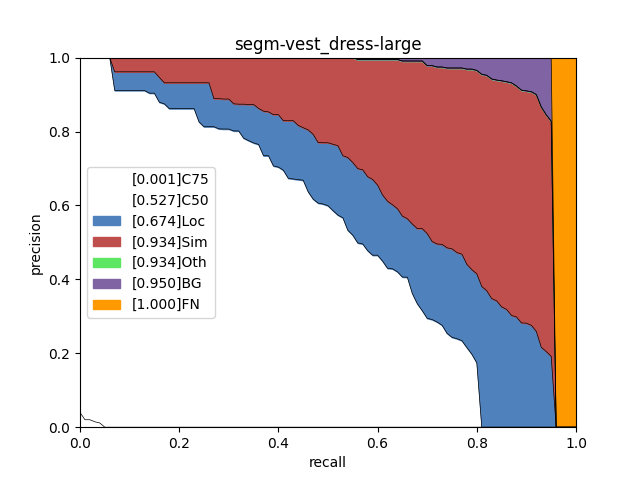 segm-vest_dress-large
precision
1.0
0.8
0.6
0.4
0.2
0.0
[0.001]C75
[0.527]C50
[0.674]Loc
[0.934]Sim
[0.934]Oth
[0.950]BG
[1.000]FN
0.0 0.2 0.4 0.6 0.8 1.0
recall